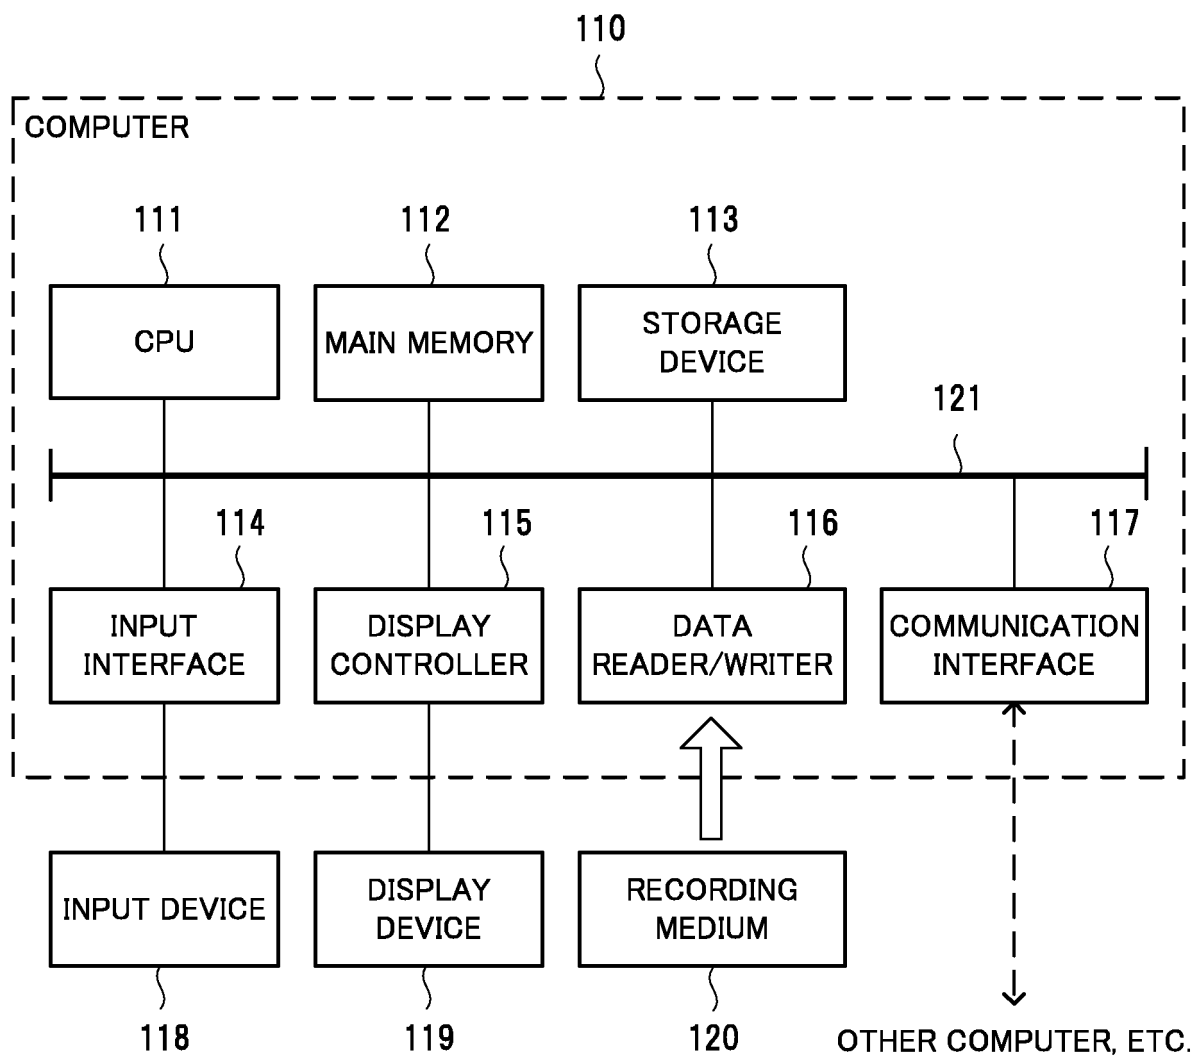 110
COMPUTER
111
112
113
CPU
MAIN MEMORY
STORAGE
DEVICE
121
114
115
116
117
INPUT
INTERFACE
DISPLAY
CONTROLLER
DATA
READER/WRITER
COMMUNICATION
INTERFACE
INPUT DEVICE
DISPLAY
DEVICE
RECORDING
MEDIUM
118
119
120
OTHER COMPUTER, ETC.